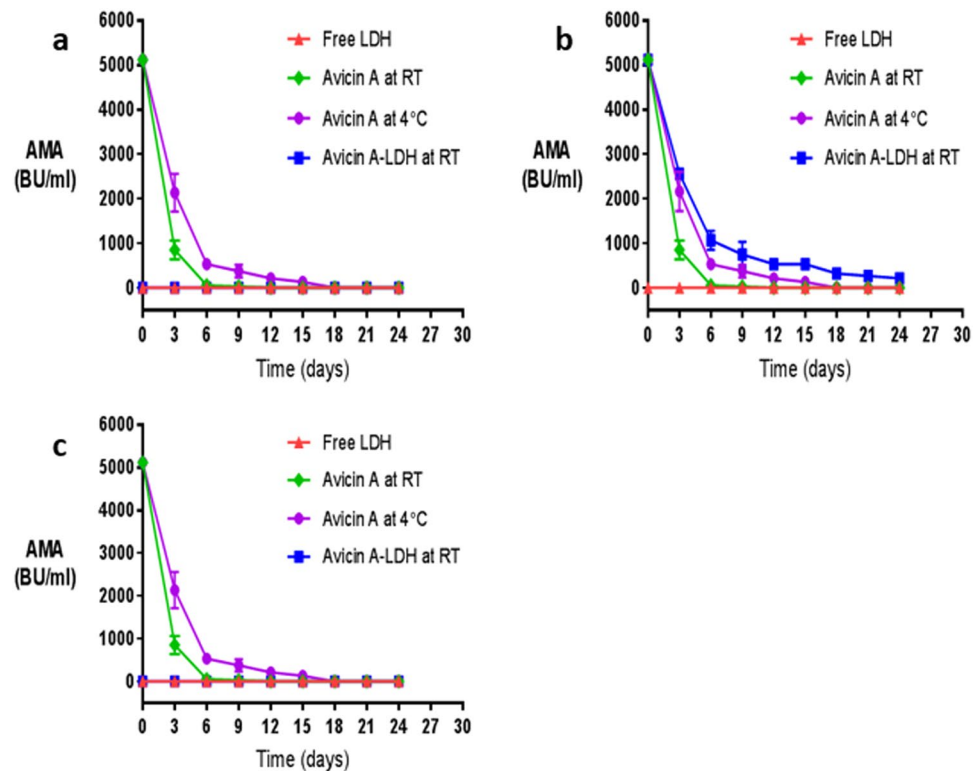 a
6000
5000
4000
3000
2000
1000
0
AMA
(BU/ml)
Free LDH
Avicin A at RT
Avicin A at 4°C
Avicin A-LDH at RT
0 3 6 9 12 15 18 21 24 27 30
Time (days)
b
6000
5000
4000
3000
2000
1000
0
AMA
(BU/ml)
Free LDH
Avicin A at RT
Avicin A at 4°C
Avicin A-LDH at RT
0 3 6 9 12 15 18 21 24 27 30
Time (days)
c
6000
5000
4000
3000
2000
1000
0
AMA
(BU/ml)
Free LDH
Avicin A at RT
Avicin A at 4°C
Avicin A-LDH at RT
0 3 6 9 12 15 18 21 24 27 30
Time (days)